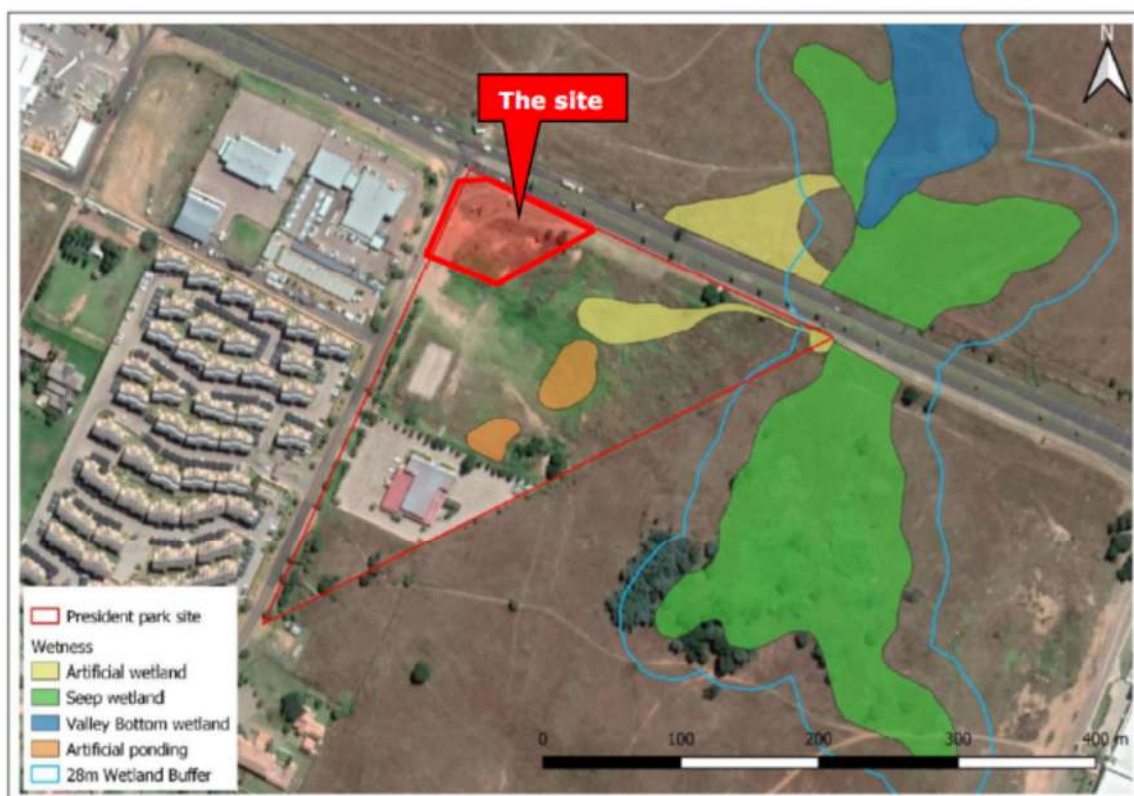 N
The site
President park site
Wetness
Artificial wetland
Seep wetland
Valley Bottom wetland
Artificial ponding
28m Wetland Buffer
0 100 200 300 400 m